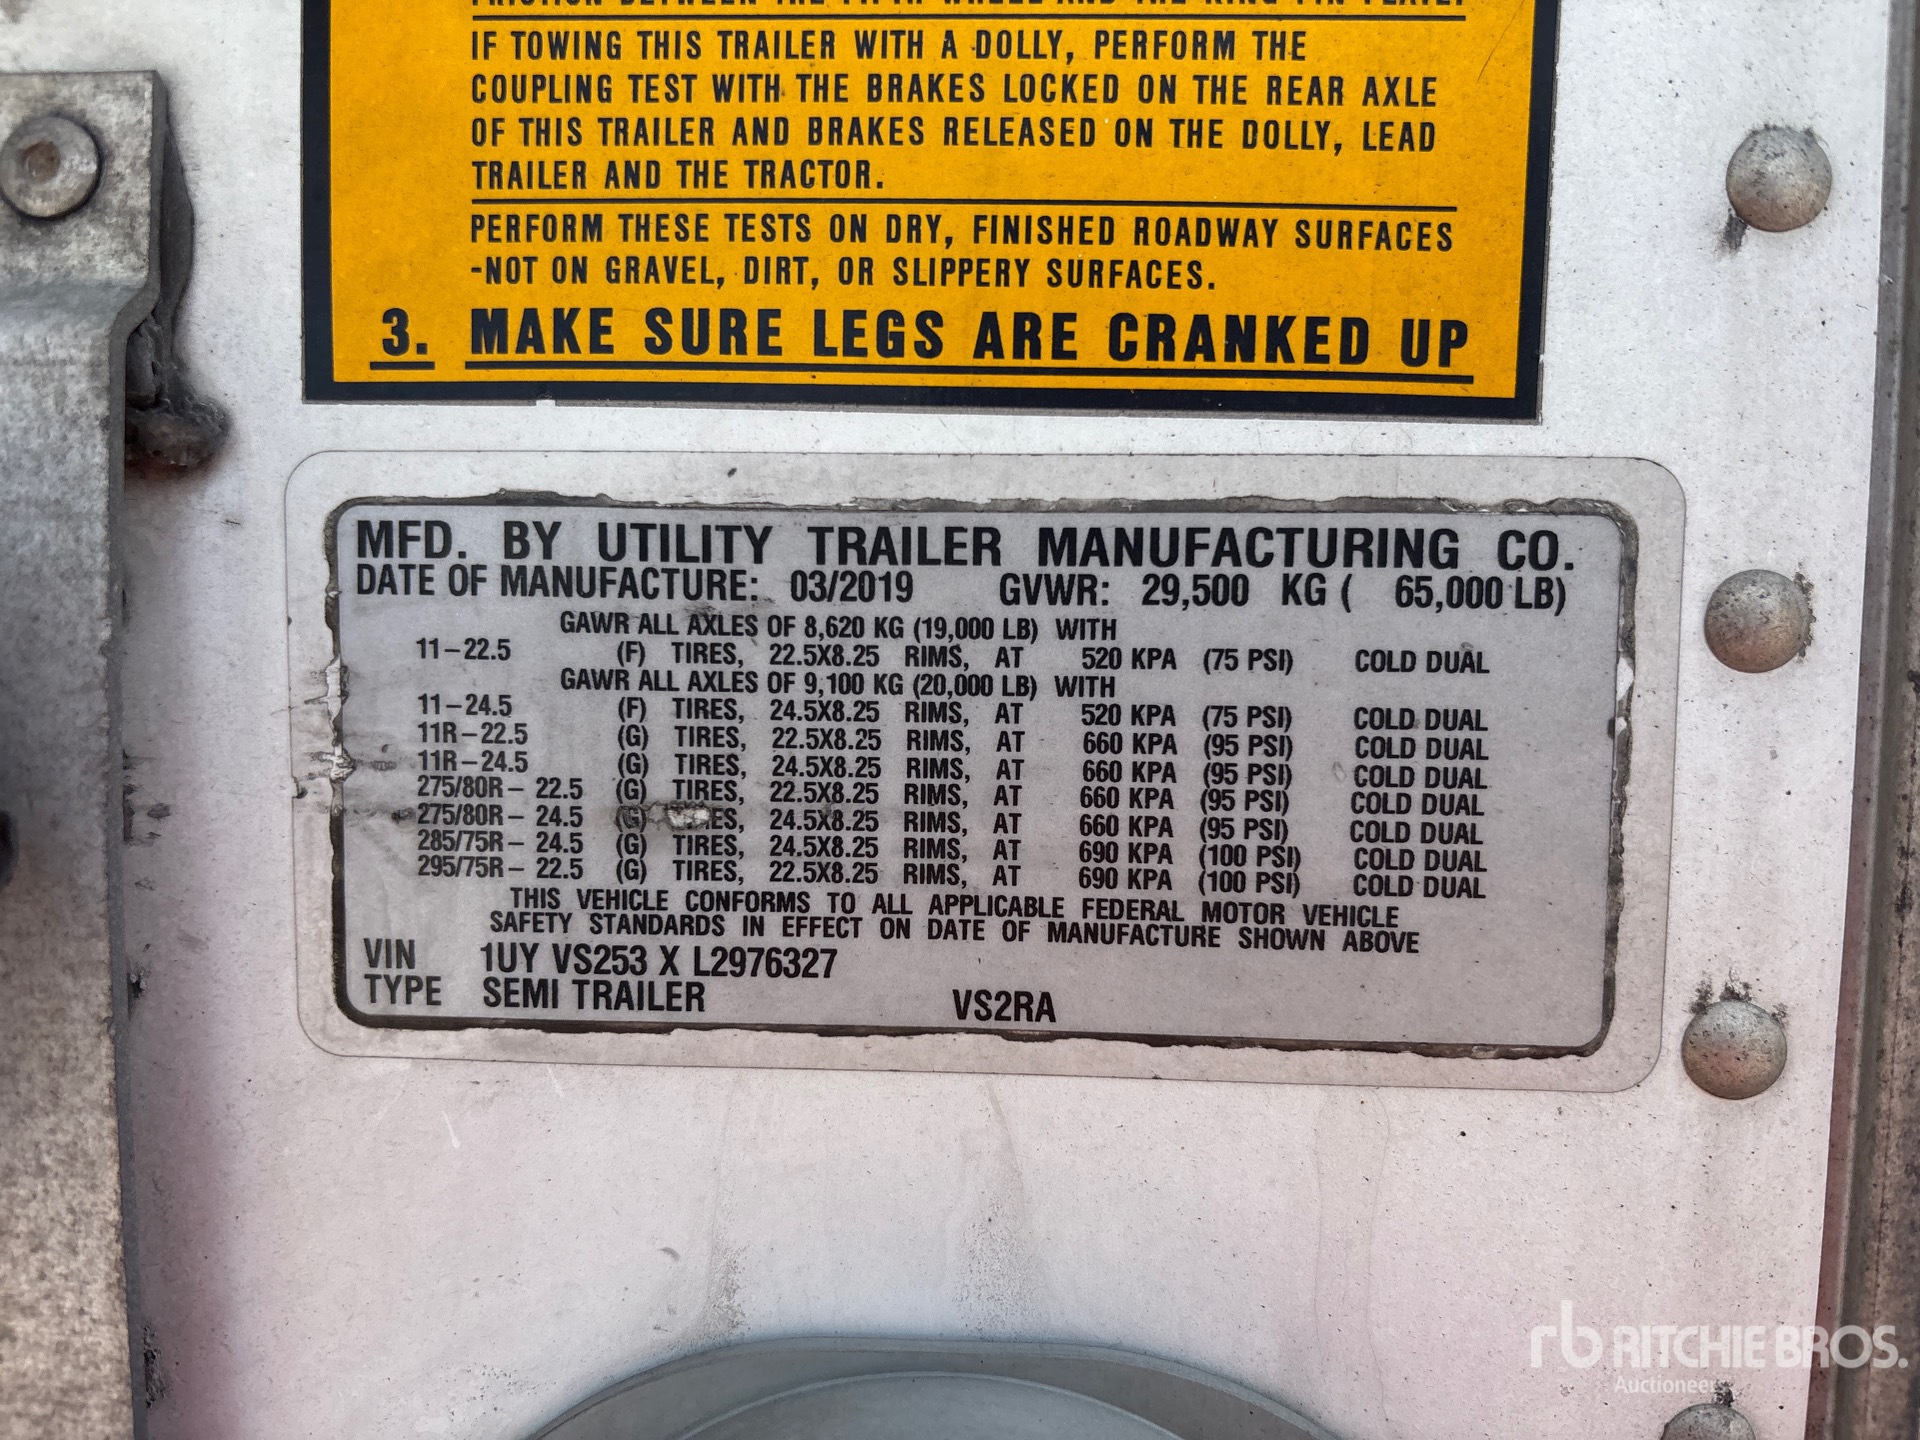 FRICTION BETWEEN THE FIFTH WHEEL AND THE KING PIN PLATE.
IF TOWING THIS TRAILER WITH A DOLLY, PERFORM THE
COUPLING TEST WITH THE BRAKES LOCKED ON THE REAR AXLE
OF THIS TRAILER AND BRAKES RELEASED ON THE DOLLY, LEAD
TRAILER AND THE TRACTOR.
PERFORM THESE TESTS ON DRY, FINISHED ROADWAY SURFACES
-NOT ON GRAVEL, DIRT, OR SLIPPERY SURFACES.
3. MAKE SURE LEGS ARE CRANKED UP
MFD. BY UTILITY TRAILER MANUFACTURING CO.
DATE OF MANUFACTURE: 03/2019 GVWR: 29,500 KG ( 65,000 LB)
GAWR ALL AXLES OF 8,620 KG (19,000 LB) WITH
11-22.5 (F) TIRES, 22.5X8.25 RIMS, AT 520 KPA (75 PSI) COLD DUAL
GAWR ALL AXLES OF 9,100 KG (20,000 LB) WITH
11-24.5 (F) TIRES, 24.5X8.25 RIMS, AT 520 KPA (75 PSI) COLD DUAL
11R-22.5 (G) TIRES, 22.5X8.25 RIMS, AT 660 KPA (95 PSI) COLD DUAL
11R-24.5 (G) TIRES, 24.5X8.25 RIMS, AT 660 KPA (95 PSI) COLD DUAL
275/80R- 22.5 (G) TIRES, 22.5X8.25 RIMS, AT 660 KPA (95 PSI) COLD DUAL
275/80R- 24.5 (G) TIRES, 24.5X8.25 RIMS, AT 660 KPA (95 PSI) COLD DUAL
285/75R- 24.5 (G) TIRES, 24.5X8.25 RIMS, AT 690 KPA (100 PSI) COLD DUAL
295/75R- 22.5 (G) TIRES, 22.5X8.25 RIMS, AT 690 KPA (100 PSI) COLD DUAL
THIS VEHICLE CONFORMS TO ALL APPLICABLE FEDERAL MOTOR VEHICLE
SAFETY STANDARDS IN EFFECT ON DATE OF MANUFACTURE SHOWN ABOVE
VIN 1UY VS253 X L2976327
TYPE SEMI TRAILER VS2RA
rb RITCHIE BROS.
Auctioneers